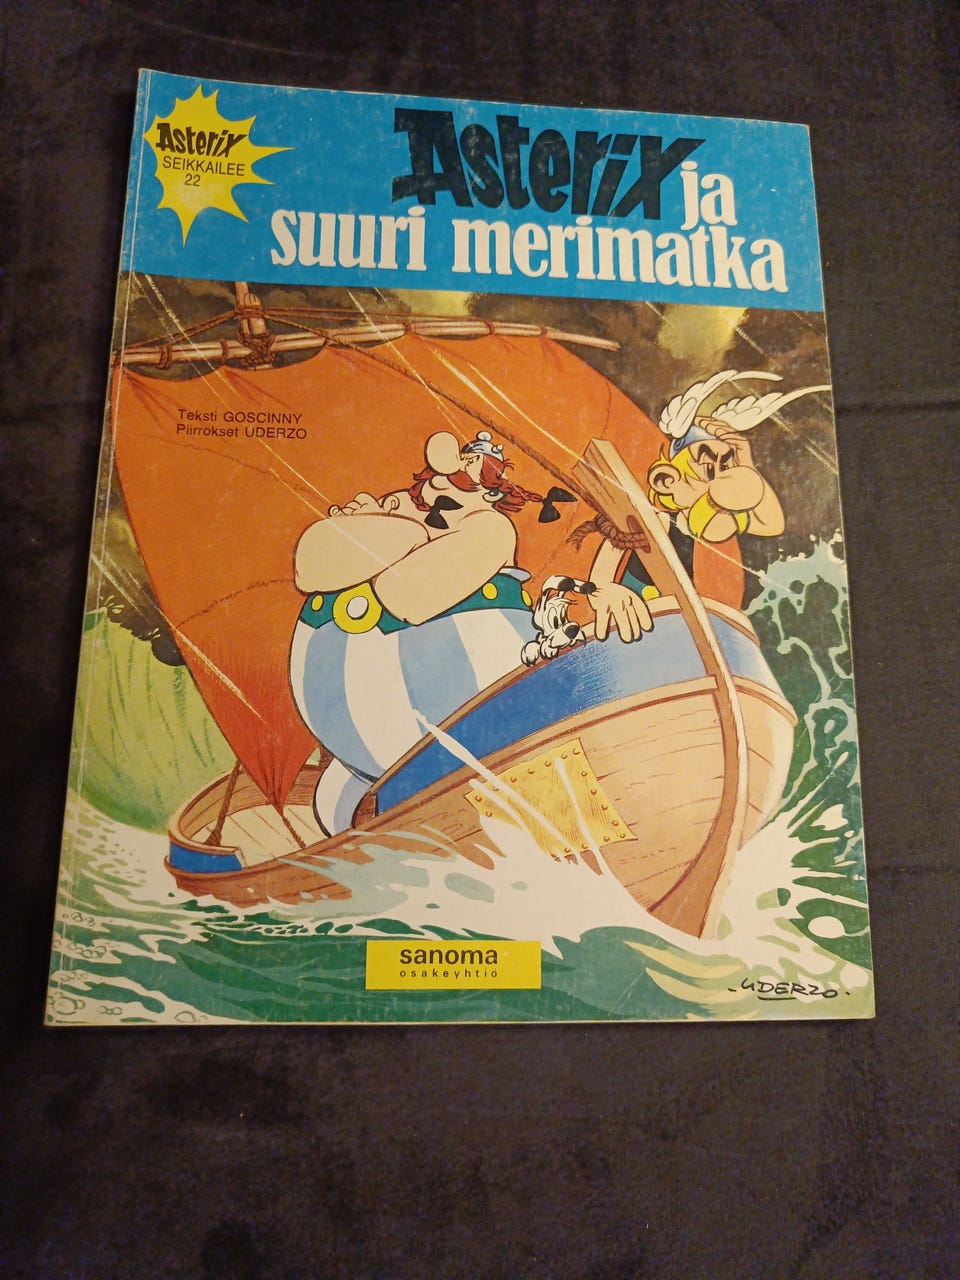 Asterix
SEIKKAILEE
22
Asterix ja
suuri merimatka
Teksti GOSCINNY
Piirrokset UDERZO
sanoma
osakeyhtiö
UDERZO